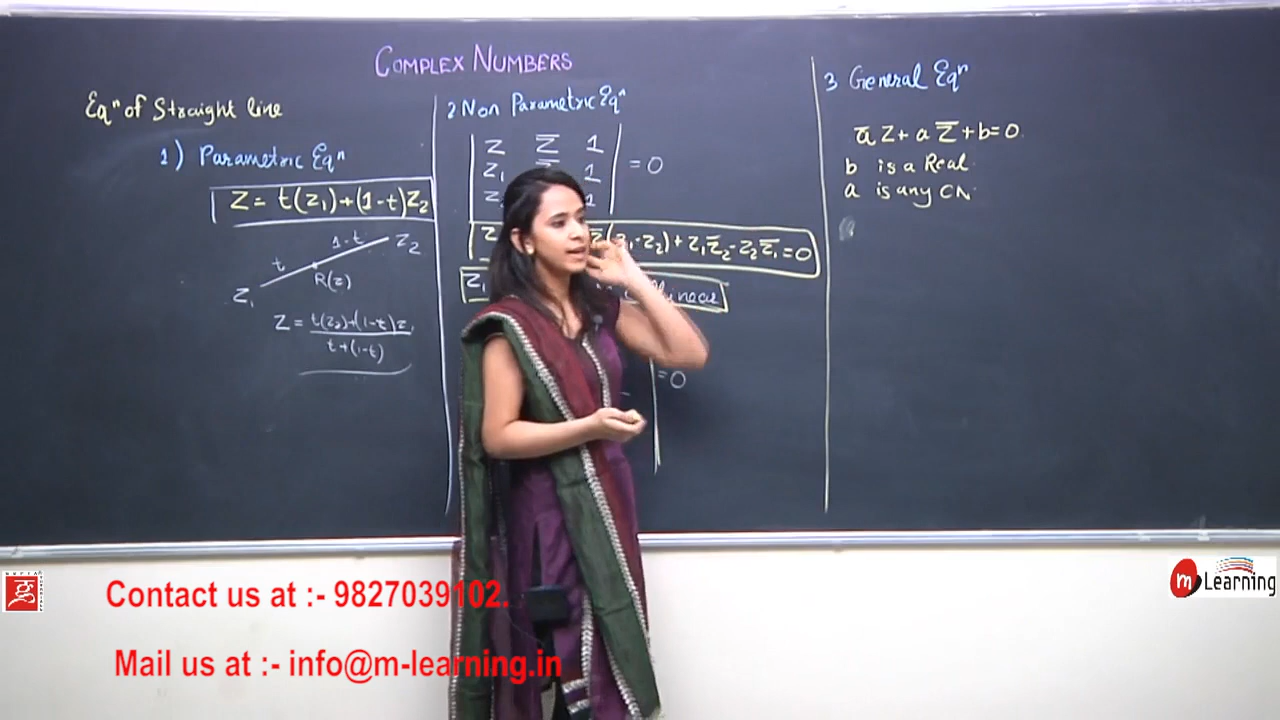 COMPLEX NUMBERS
Eqⁿ of Straight line
1) Parametric Eqⁿ
Z = t(Z₁)+(1-t)Z₂
1-t
Z₂
t
R(z)
Z₁
Z = t(Z₂)+(1-t)Z₁
t+(1-t)
2 Non Parametric Eqⁿ
Z Z̅ 1
Z₁ 1 = 0
1
Z̅(Z₁-Z₂)+Z₁Z̅₂-Z₂Z̅₁=0
Z₁
=0
3 General Eqⁿ
a̅ Z + a Z̅ + b = 0
b is a Real
a is any CN
m Learning
Contact us at :- 9827039102.
Mail us at :- info@m-learning.in